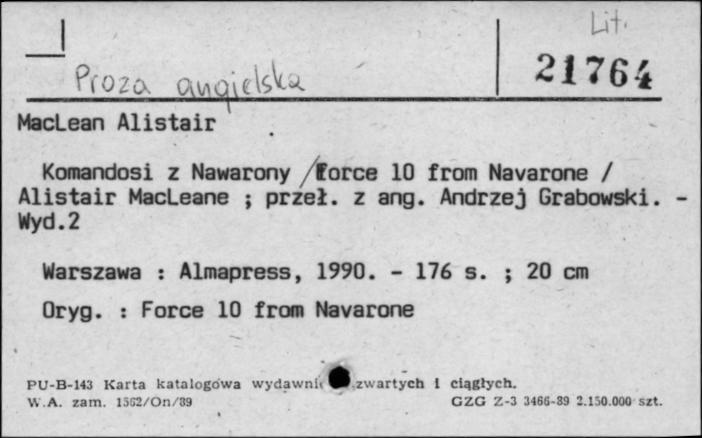 Lit.
21764
Proza angielska
MacLean Alistair
Komandosi z Nawarony /Force 10 from Navarone /
Alistair MacLeane ; przeł. z ang. Andrzej Grabowski. -
Wyd.2
Warszawa : Almapress, 1990. - 176 s. ; 20 cm
Oryg. : Force 10 from Navarone
PU-B-143 Karta katalogowa wydawni zwartych i ciągłych.
W.A. zam. 1562/On/89 GZG Z-3 3466-89 2.150.000 szt.